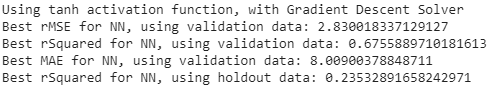 Using tanh activation function, with Gradient Descent Solver
Best rMSE for NN, using validation data: 2.830018337129127
Best rSquared for NN, using validation data: 0.6755889710181613
Best MAE for NN, using validation data: 8.00900378848711
Best rSquared for NN, using holdout data: 0.23532891658242971